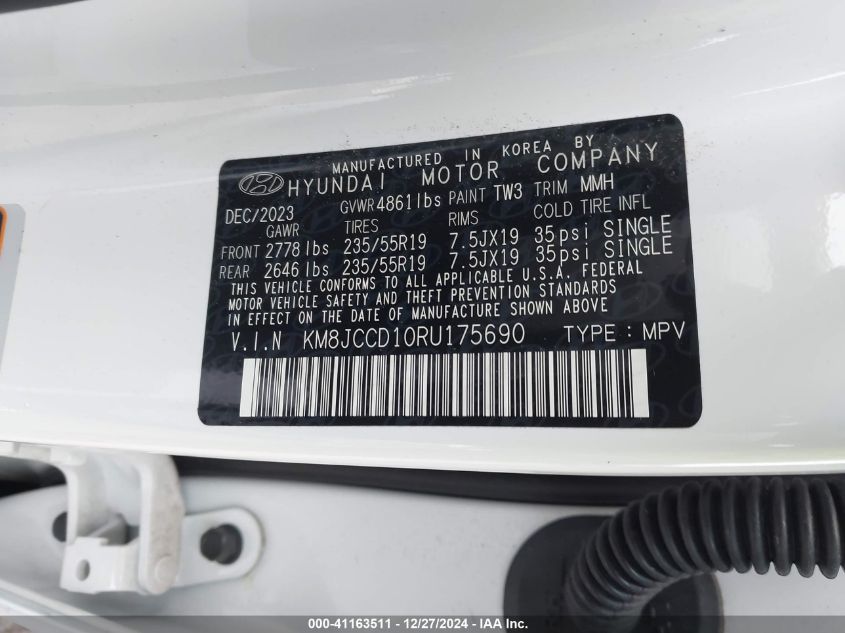 MANUFACTURED IN KOREA BY
HYUNDAI MOTOR COMPANY
DEC/2023 GVWR 4861lbs PAINT TW3 TRIM MMH
GAWR TIRES RIMS COLD TIRE INFL
FRONT 2778 lbs 235/55R19 7.5JX19 35psi SINGLE
REAR 2646 lbs 235/55R19 7.5JX19 35psi SINGLE
THIS VEHICLE CONFORMS TO ALL APPLICABLE U.S.A. FEDERAL
MOTOR VEHICLE SAFETY AND THEFT PREVENTION STANDARDS
IN EFFECT ON THE DATE OF MANUFACTURE SHOWN ABOVE
V.I.N KM8JCCD10RU175690 TYPE : MPV
000-41163511 - 12/27/2024 - IAA Inc.